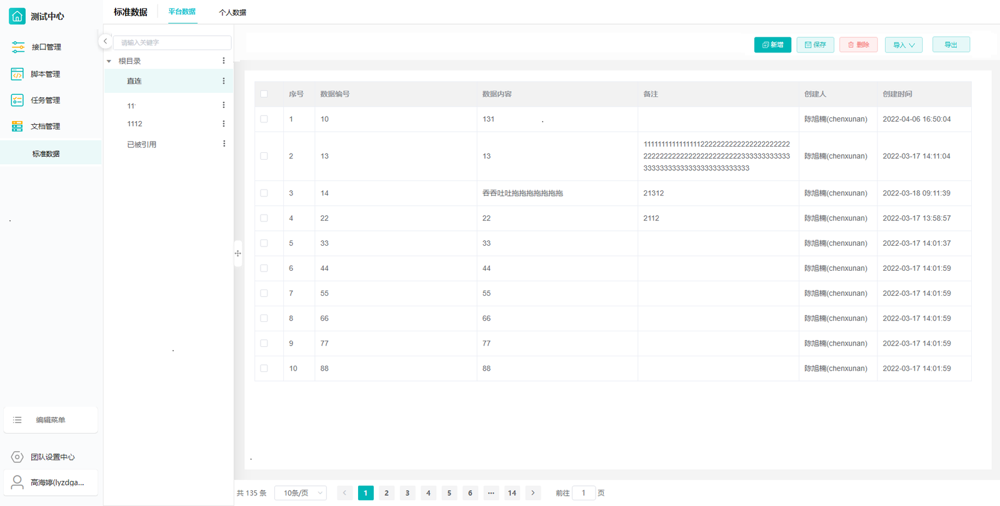 测试中心
接口管理
脚本管理
任务管理
文档管理
标准数据
编辑菜单
团队设置中心
高海婷(lyzdga...
标准数据 平台数据 个人数据
请输入关键字
根目录
直连
11'
1112
已被引用
新增 保存 删除 导入 导出
序号 数据编号 数据内容 备注 创建人 创建时间
1 10 131 陈旭楠(chenxunan) 2022-04-06 16:50:04
2 13 13 陈旭楠(chenxunan) 2022-03-17 14:11:04
3 14 吞吞吐吐拖拖拖拖拖拖拖 21312 陈旭楠(chenxunan) 2022-03-18 09:11:39
4 22 22 2112 陈旭楠(chenxunan) 2022-03-17 13:58:57
5 33 33 陈旭楠(chenxunan) 2022-03-17 14:01:37
6 44 44 陈旭楠(chenxunan) 2022-03-17 14:01:59
7 55 55 陈旭楠(chenxunan) 2022-03-17 14:01:59
8 66 66 陈旭楠(chenxunan) 2022-03-17 14:01:59
9 77 77 陈旭楠(chenxunan) 2022-03-17 14:01:59
10 88 88 陈旭楠(chenxunan) 2022-03-17 14:01:59
共 135 条 10条/页 1 2 3 4 5 6 ... 14 前往 1 页